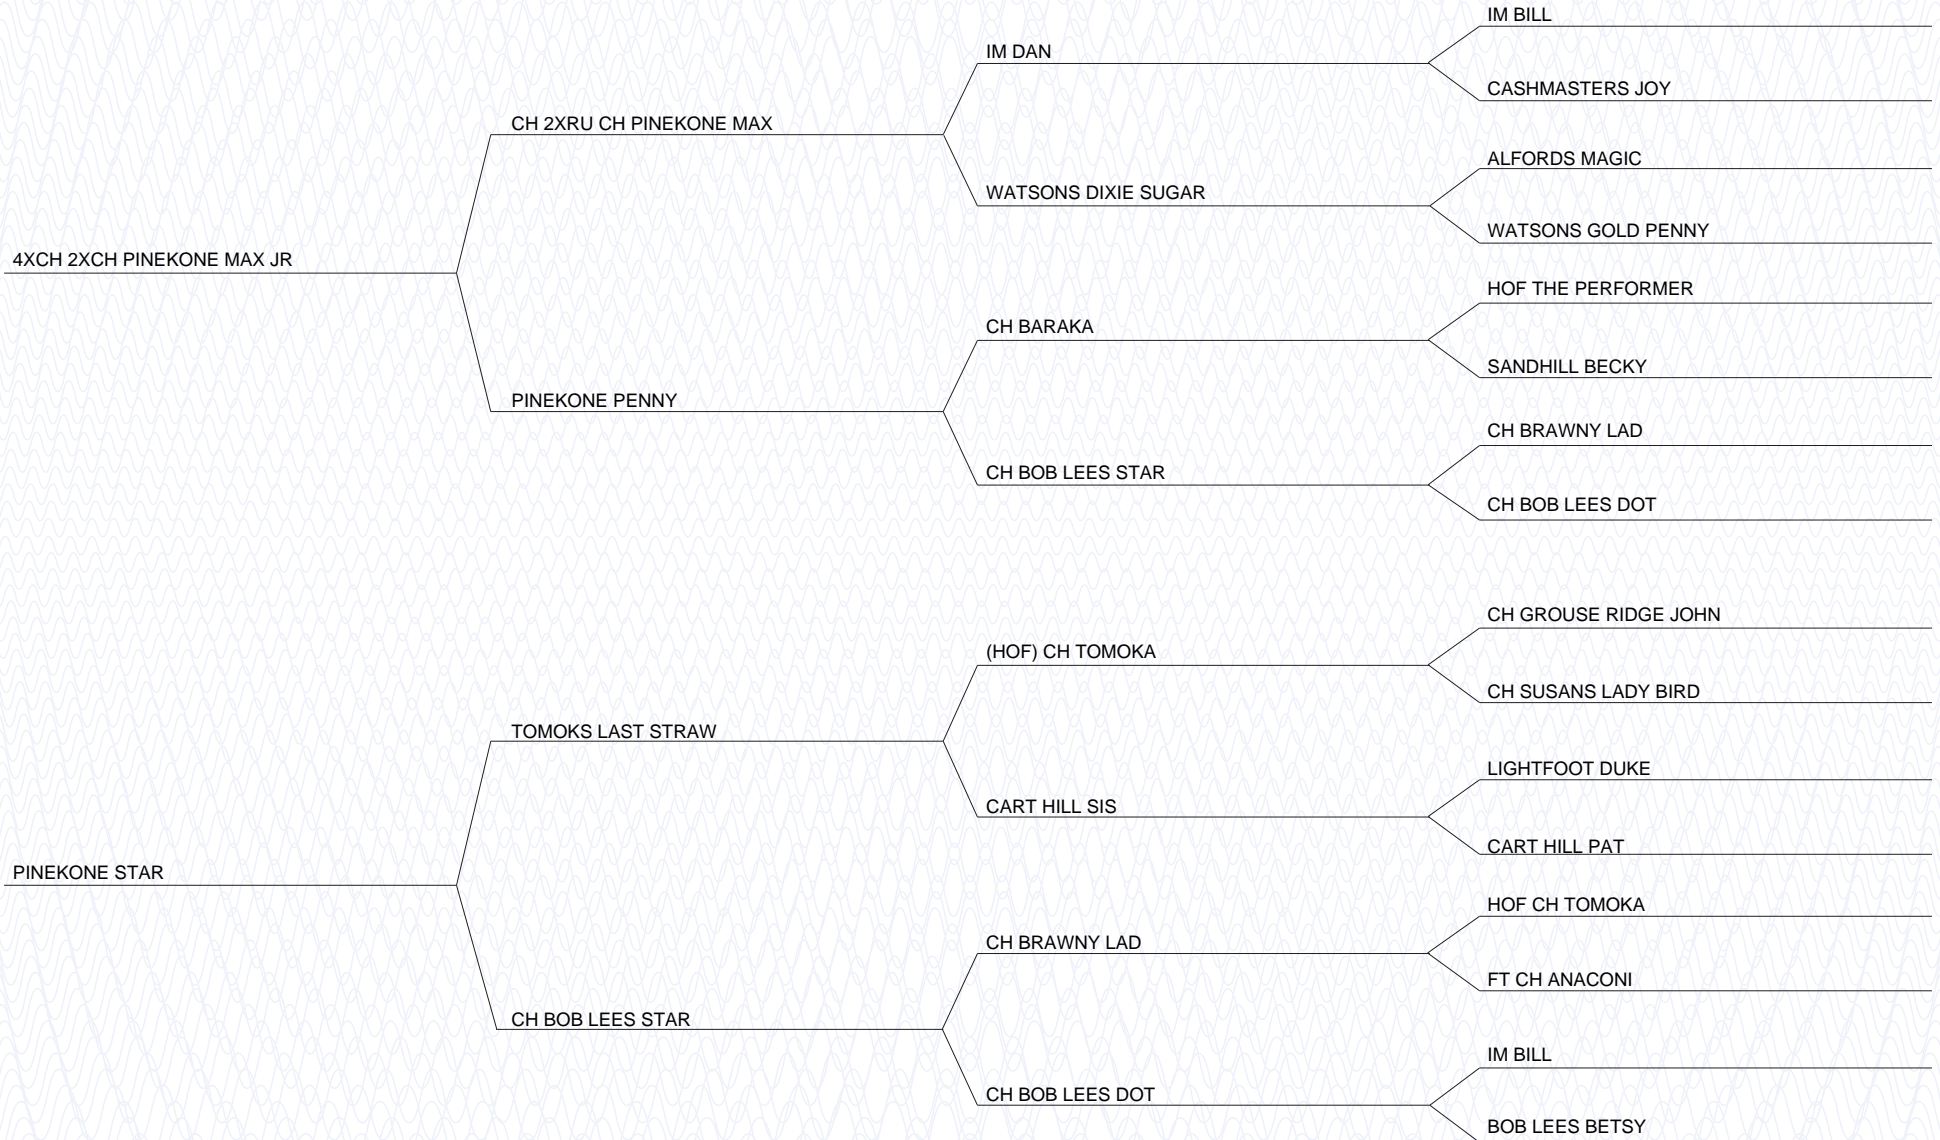 IM BILL
IM DAN
CASHMASTERS JOY
CH 2XRU CH PINEKONE MAX
ALFORDS MAGIC
WATSONS DIXIE SUGAR
WATSONS GOLD PENNY
4XCH 2XCH PINEKONE MAX JR
HOF THE PERFORMER
CH BARAKA
SANDHILL BECKY
PINEKONE PENNY
CH BRAWNY LAD
CH BOB LEES STAR
CH BOB LEES DOT
CH GROUSE RIDGE JOHN
(HOF) CH TOMOKA
CH SUSANS LADY BIRD
TOMOKS LAST STRAW
LIGHTFOOT DUKE
CART HILL SIS
CART HILL PAT
PINEKONE STAR
HOF CH TOMOKA
CH BRAWNY LAD
FT CH ANACONI
CH BOB LEES STAR
IM BILL
CH BOB LEES DOT
BOB LEES BETSY